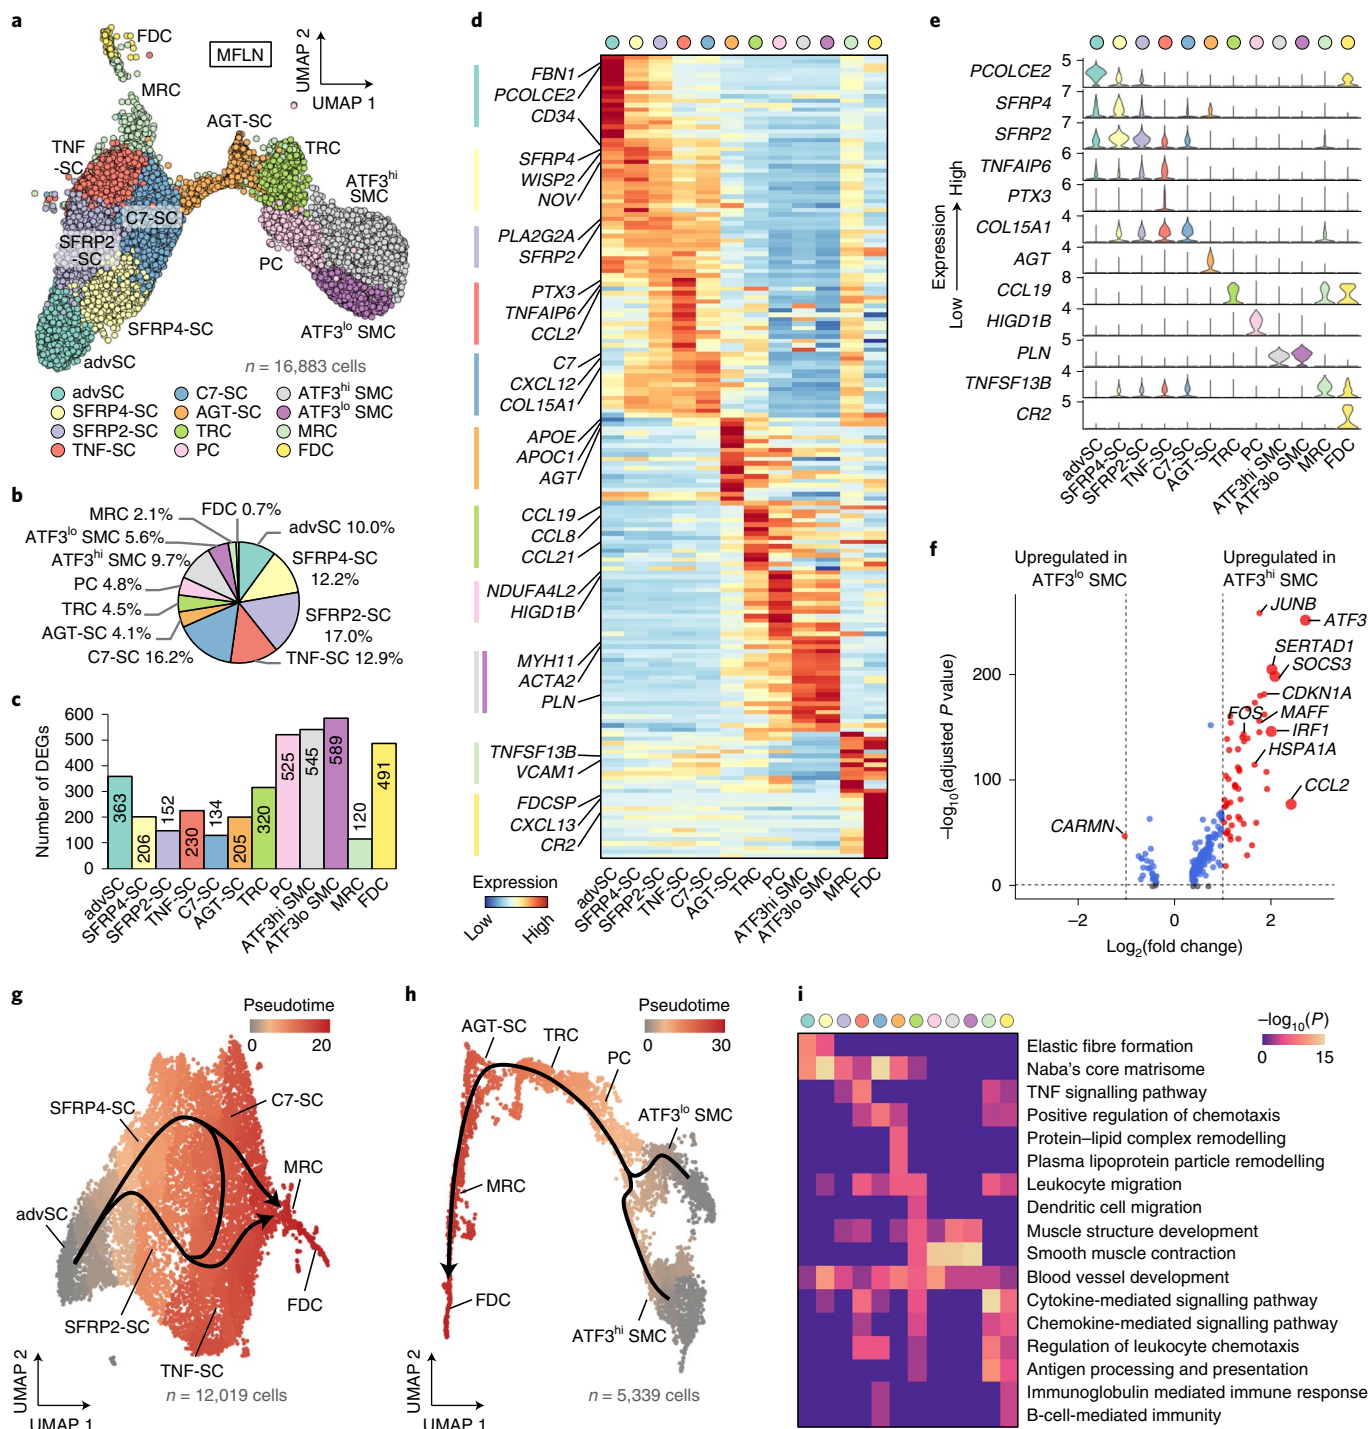 a
FDC
MFLN
UMAP 2
UMAP 1
MRC
AGT-SC
TNF
-SC
TRC
ATF3hi
SMC
C7-SC
SFRP2
-SC
PC
SFRP4-SC
ATF3lo SMC
advSC
n = 16,883 cells
advSC
SFRP4-SC
SFRP2-SC
TNF-SC
C7-SC
AGT-SC
TRC
PC
ATF3hi SMC
ATF3lo SMC
MRC
FDC
b
MRC 2.1%
FDC 0.7%
ATF3lo SMC 5.6%
advSC 10.0%
ATF3hi SMC 9.7%
SFRP4-SC
12.2%
PC 4.8%
TRC 4.5%
SFRP2-SC
17.0%
AGT-SC 4.1%
C7-SC 16.2%
TNF-SC 12.9%
c
Number of DEGs
600
500
400
300
200
100
0
363
206
152
230
134
205
320
525
545
589
120
491
advSC
SFRP4-SC
SFRP2-SC
TNF-SC
C7-SC
AGT-SC
TRC
PC
ATF3hi SMC
ATF3lo SMC
MRC
FDC
d
FBN1
PCOLCE2
CD34
SFRP4
WISP2
NOV
PLA2G2A
SFRP2
PTX3
TNFAIP6
CCL2
C7
CXCL12
COL15A1
APOE
APOC1
AGT
CCL19
CCL8
CCL21
NDUFA4L2
HIGD1B
MYH11
ACTA2
PLN
TNFSF13B
VCAM1
FDCSP
CXCL13
CR2
Expression
Low
High
advSC
SFRP4-SC
SFRP2-SC
TNF-SC
C7-SC
AGT-SC
TRC
PC
ATF3hi SMC
ATF3lo SMC
MRC
FDC
e
Low
Expression
High
PCOLCE2
5
SFRP4
7
SFRP2
7
TNFAIP6
6
PTX3
6
COL15A1
4
AGT
4
CCL19
8
HIGD1B
4
PLN
5
TNFSF13B
4
CR2
5
advSC
SFRP4-SC
SFRP2-SC
TNF-SC
C7-SC
AGT-SC
TRC
PC
ATF3hi SMC
ATF3lo SMC
MRC
FDC
f
Upregulated in
ATF3lo SMC
Upregulated in
ATF3hi SMC
JUNB
ATF3
SERTAD1
SOCS3
CDKN1A
FOS
MAFF
IRF1
HSPA1A
CCL2
CARMN
–log10(adjusted P value)
200
100
0
–2
0
2
Log2(fold change)
g
Pseudotime
0
20
SFRP4-SC
C7-SC
MRC
advSC
FDC
SFRP2-SC
TNF-SC
UMAP 2
UMAP 1
n = 12,019 cells
h
AGT-SC
TRC
PC
Pseudotime
0
30
ATF3lo SMC
MRC
FDC
ATF3hi SMC
UMAP 2
UMAP 1
n = 5,339 cells
i
–log10(P)
0
15
Elastic fibre formation
Naba's core matrisome
TNF signalling pathway
Positive regulation of chemotaxis
Protein–lipid complex remodelling
Plasma lipoprotein particle remodelling
Leukocyte migration
Dendritic cell migration
Muscle structure development
Smooth muscle contraction
Blood vessel development
Cytokine-mediated signalling pathway
Chemokine-mediated signalling pathway
Regulation of leukocyte chemotaxis
Antigen processing and presentation
Immunoglobulin mediated immune response
B-cell-mediated immunity